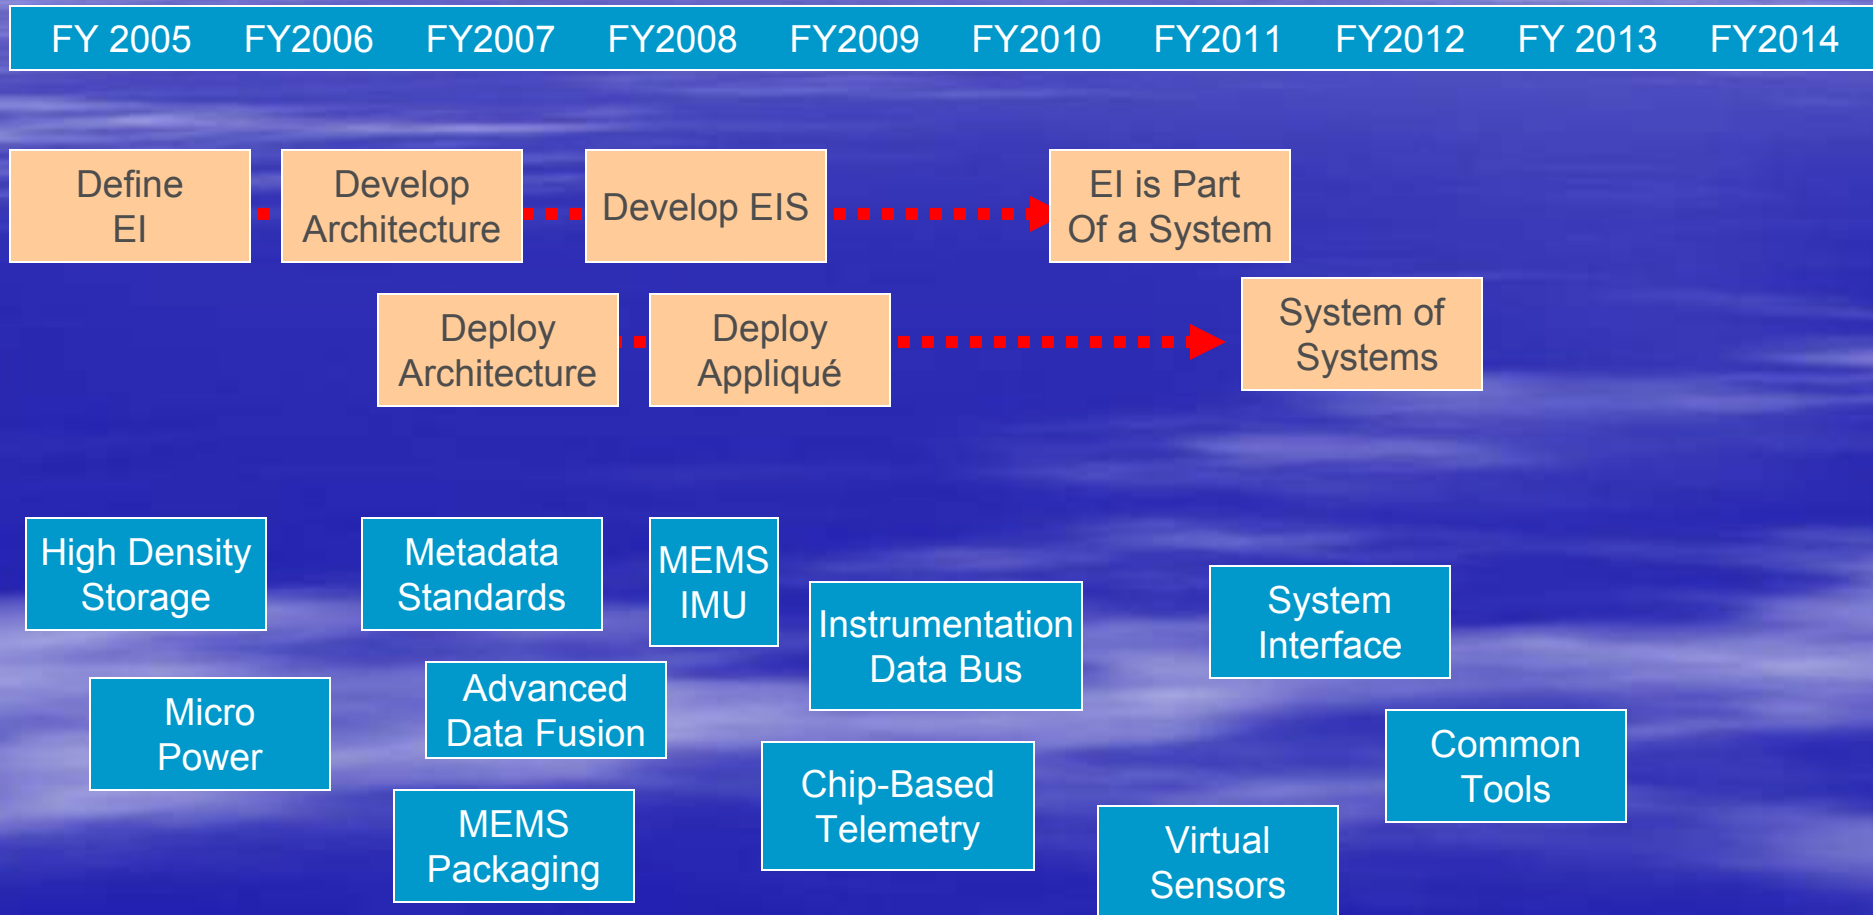 FY 2005 FY2006 FY2007 FY2008 FY2009 FY2010 FY2011 FY2012 FY 2013 FY2014
Define
EI
Develop
Architecture
Develop EIS
EI is Part
Of a System
Deploy
Architecture
Deploy
Appliqué
System of
Systems
High Density
Storage
Metadata
Standards
MEMS
IMU
Instrumentation
Data Bus
System
Interface
Micro
Power
Advanced
Data Fusion
Common
Tools
MEMS
Packaging
Chip-Based
Telemetry
Virtual
Sensors